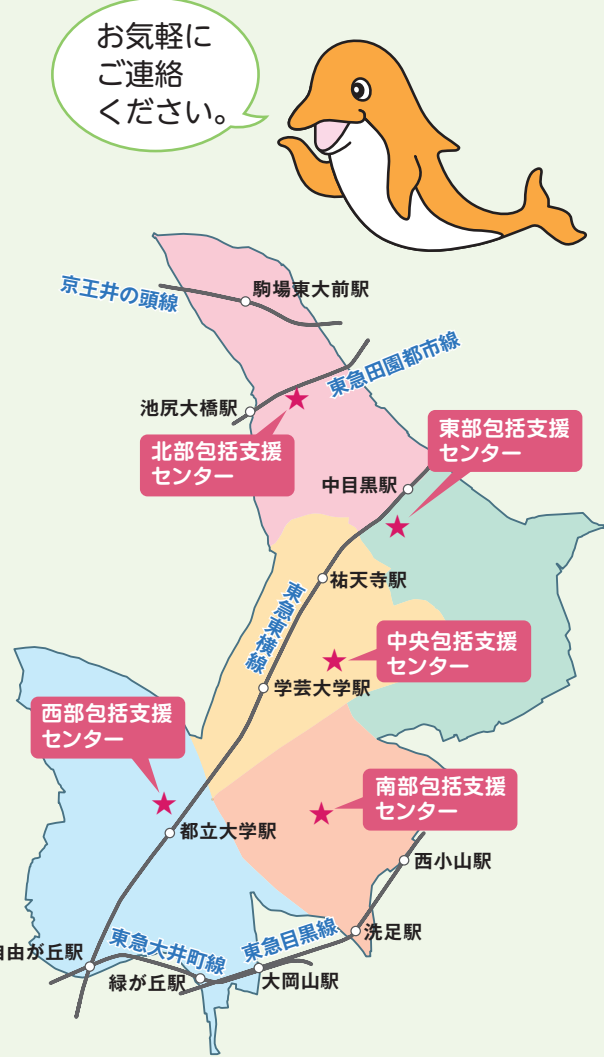 お気軽に
ご連絡
ください。
京王井の頭線
駒場東大前駅
東急田園都市線
池尻大橋駅
北部包括支援
センター
東部包括支援
センター
中目黒駅
祐天寺駅
東急東横線
中央包括支援
センター
学芸大学駅
西部包括支援
センター
南部包括支援
センター
都立大学駅
西小山駅
洗足駅
東急目黒線
東急大井町線
自由が丘駅
緑が丘駅
大岡山駅